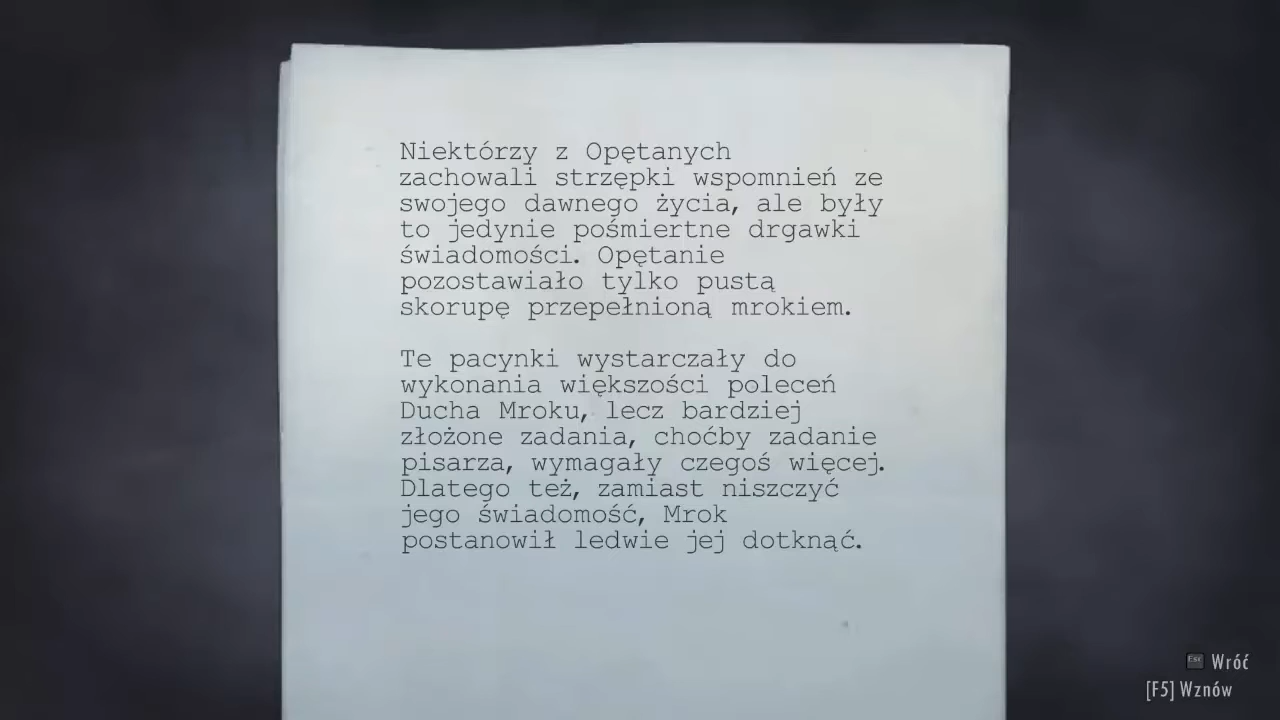 Niektórzy z Opętanych
zachowali strzępki wspomnień ze
swojego dawnego życia, ale były
to jedynie pośmiertne drgawki
świadomości. Opętanie
pozostawiało tylko pustą
skorupę przepełnioną mrokiem.
Te pacynki wystarczały do
wykonania większości poleceń
Ducha Mroku, lecz bardziej
złożone zadania, choćby zadanie
pisarza, wymagały czegoś więcej.
Dlatego też, zamiast niszczyć
jego świadomość, Mrok
postanowił ledwie jej dotknąć.
Esc Wróć
[F5] Wznów